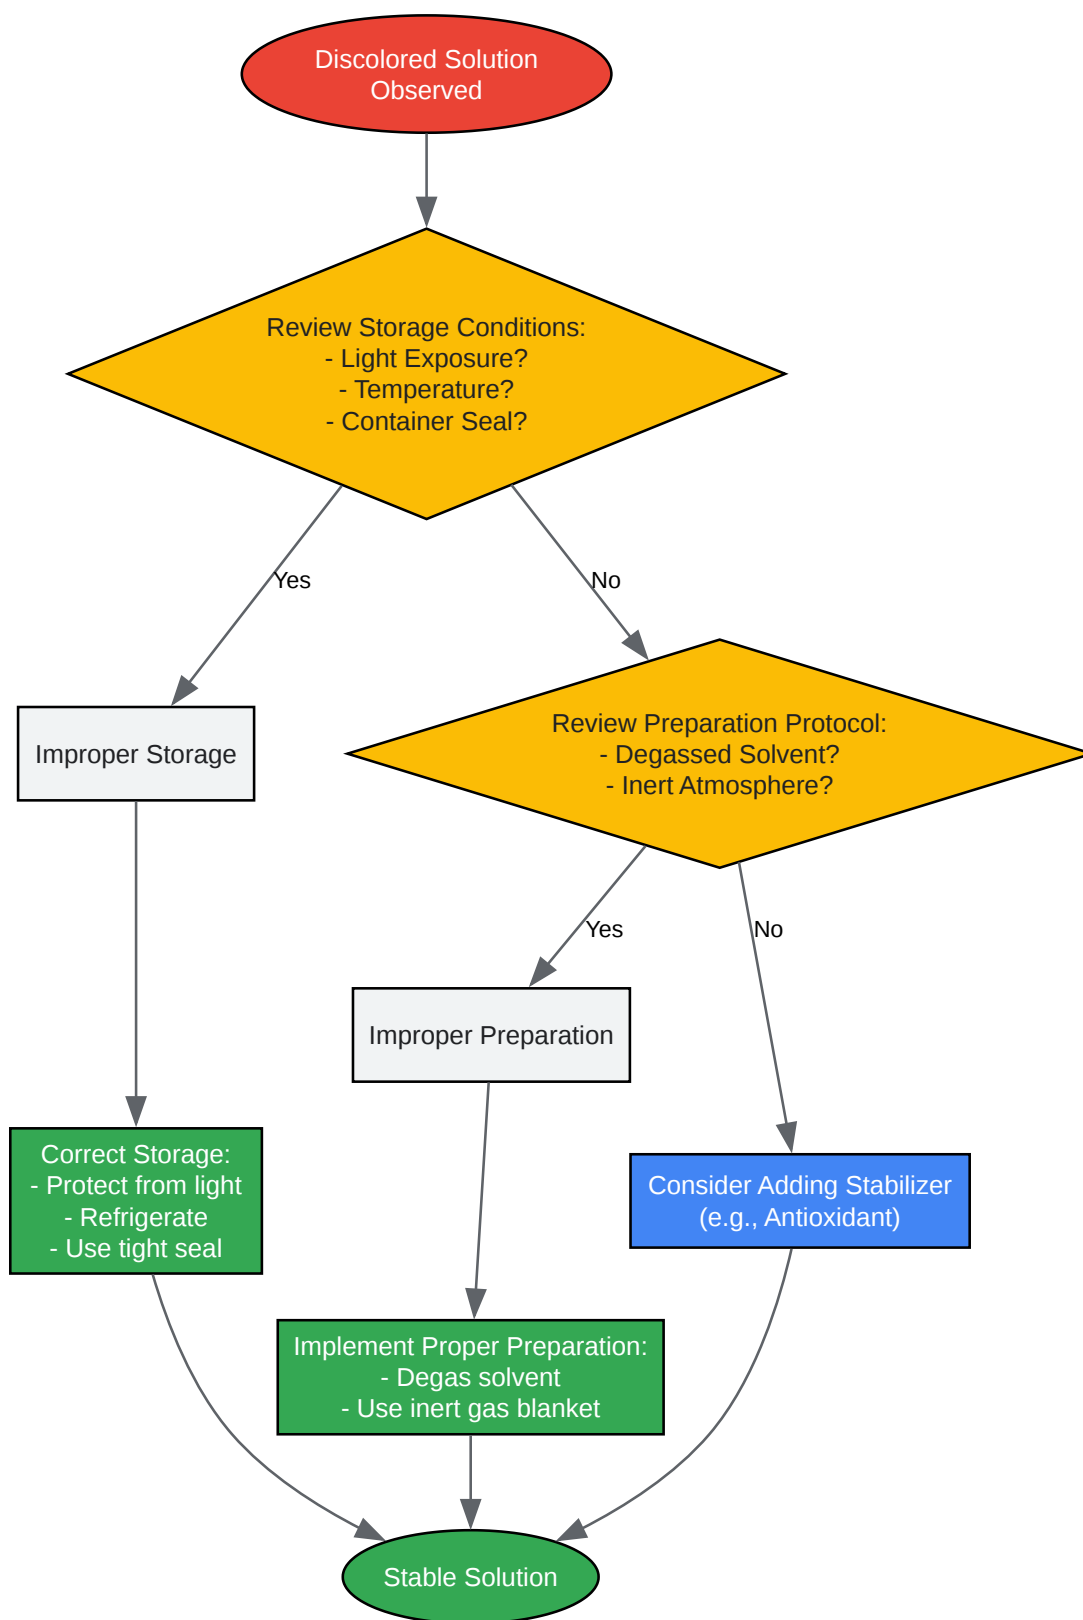 Discolored Solution
Observed
Review Storage Conditions:
- Light Exposure?
- Temperature?
- Container Seal?
Yes
No
Improper Storage
Review Preparation Protocol:
- Degassed Solvent?
- Inert Atmosphere?
Yes
No
Improper Preparation
Correct Storage:
- Protect from light
- Refrigerate
- Use tight seal
Consider Adding Stabilizer
(e.g., Antioxidant)
Implement Proper Preparation:
- Degas solvent
- Use inert gas blanket
Stable Solution